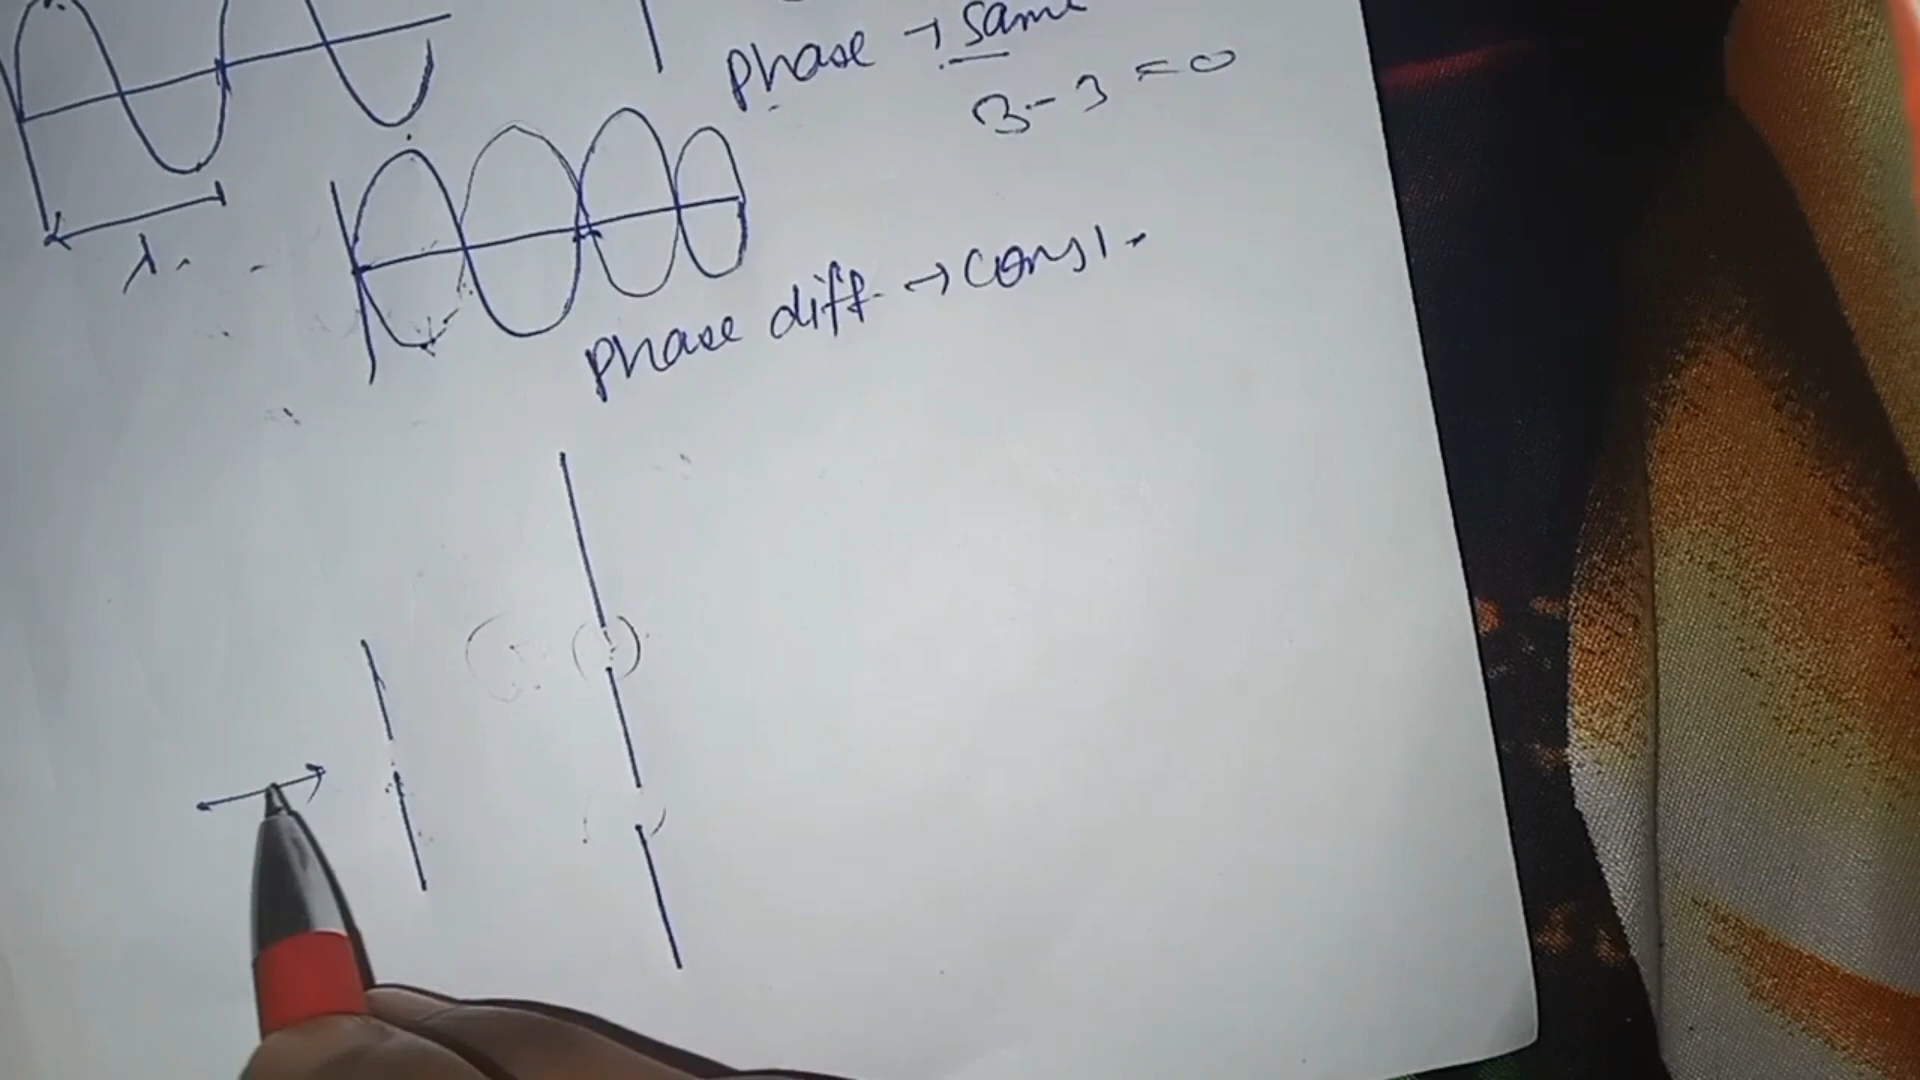 Phase → same
3 - 3 = 0
λ
Phase diff → const.